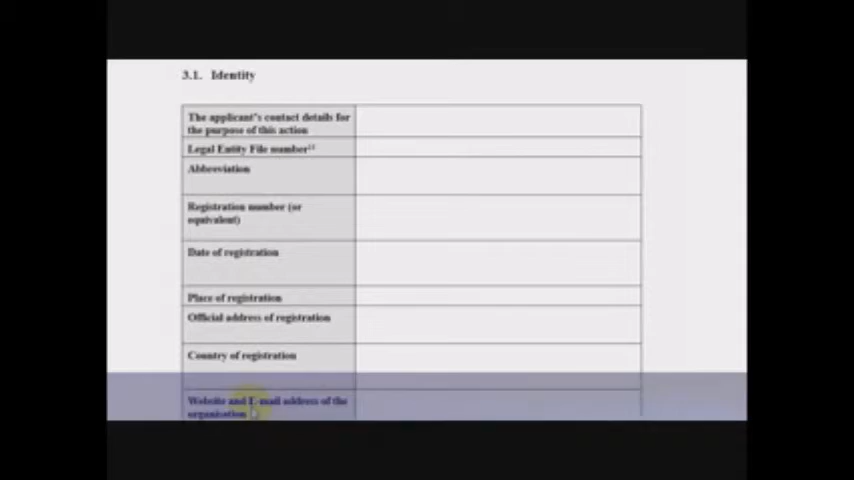 3.1. Identity
The applicant's contact details for
the purpose of this action
Legal Entity File number
Abbreviation
Registration number (or
equivalent)
Date of registration
Place of registration
Official address of registration
Country of registration
Website and E-mail address of the
organisation